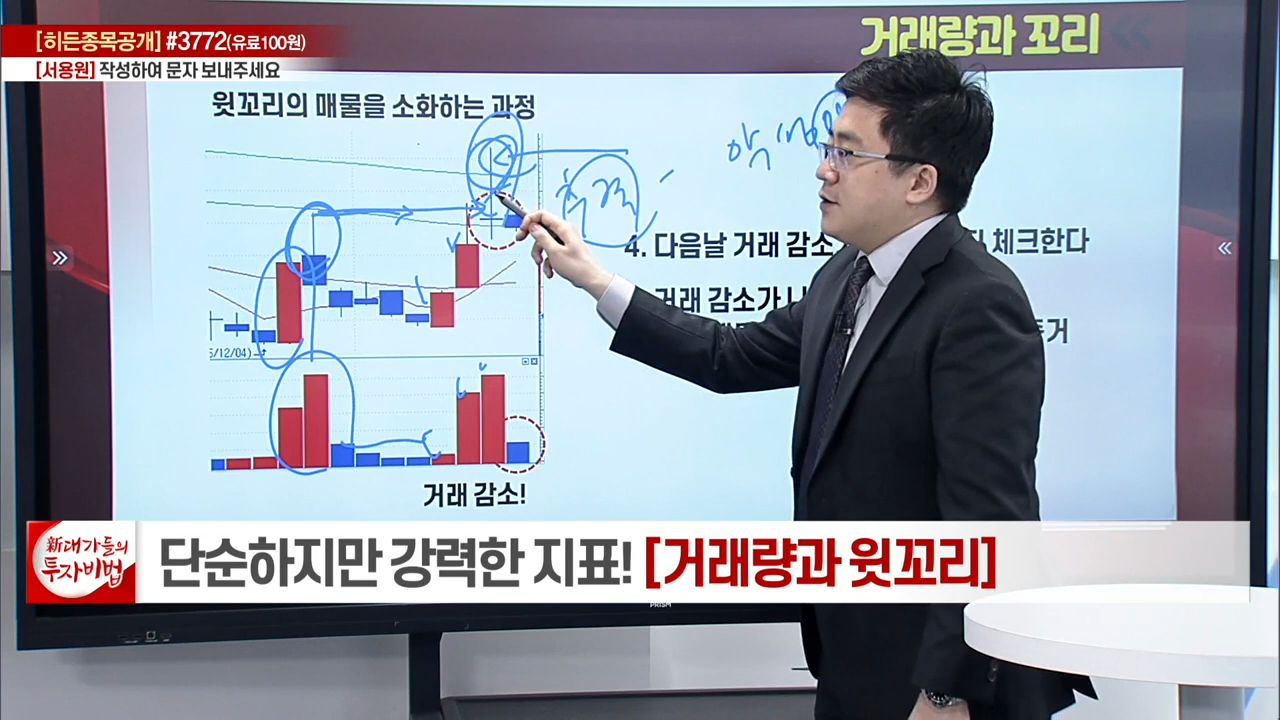 [히든종목공개] #3772(유료100원)
[서용원] 작성하여 문자 보내주세요
거래량과 꼬리
윗꼬리의 매물을 소화하는 과정
4. 다음날 거래 감소
체크한다
거래 감소가
5/12/04)
거래 감소!
新대가들의
투자비법
단순하지만 강력한 지표! [거래량과 윗꼬리]
PRISM